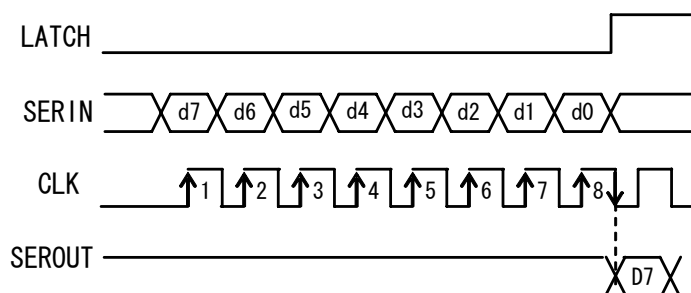 LATCH
SERIN d7 d6 d5 d4 d3 d2 d1 d0
CLK 1 2 3 4 5 6 7 8
SEROUT D7